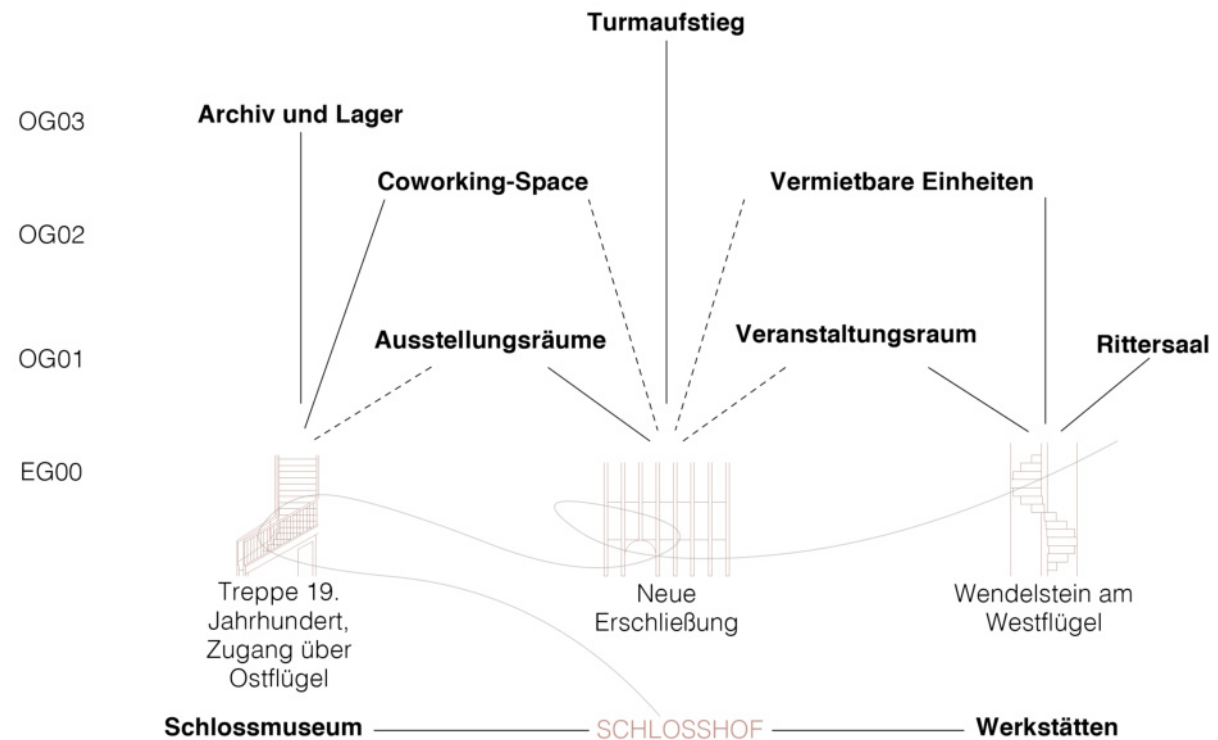 Turmaufstieg
OG03
Archiv und Lager
Coworking-Space
Vermietbare Einheiten
OG02
Ausstellungsräume
Veranstaltungsraum
Rittersaal
OG01
EG00
Treppe 19.
Jahrhundert,
Zugang über
Ostflügel
Neue
Erschließung
Wendelstein am
Westflügel
Schlossmuseum
SCHLOSSHOF
Werkstätten